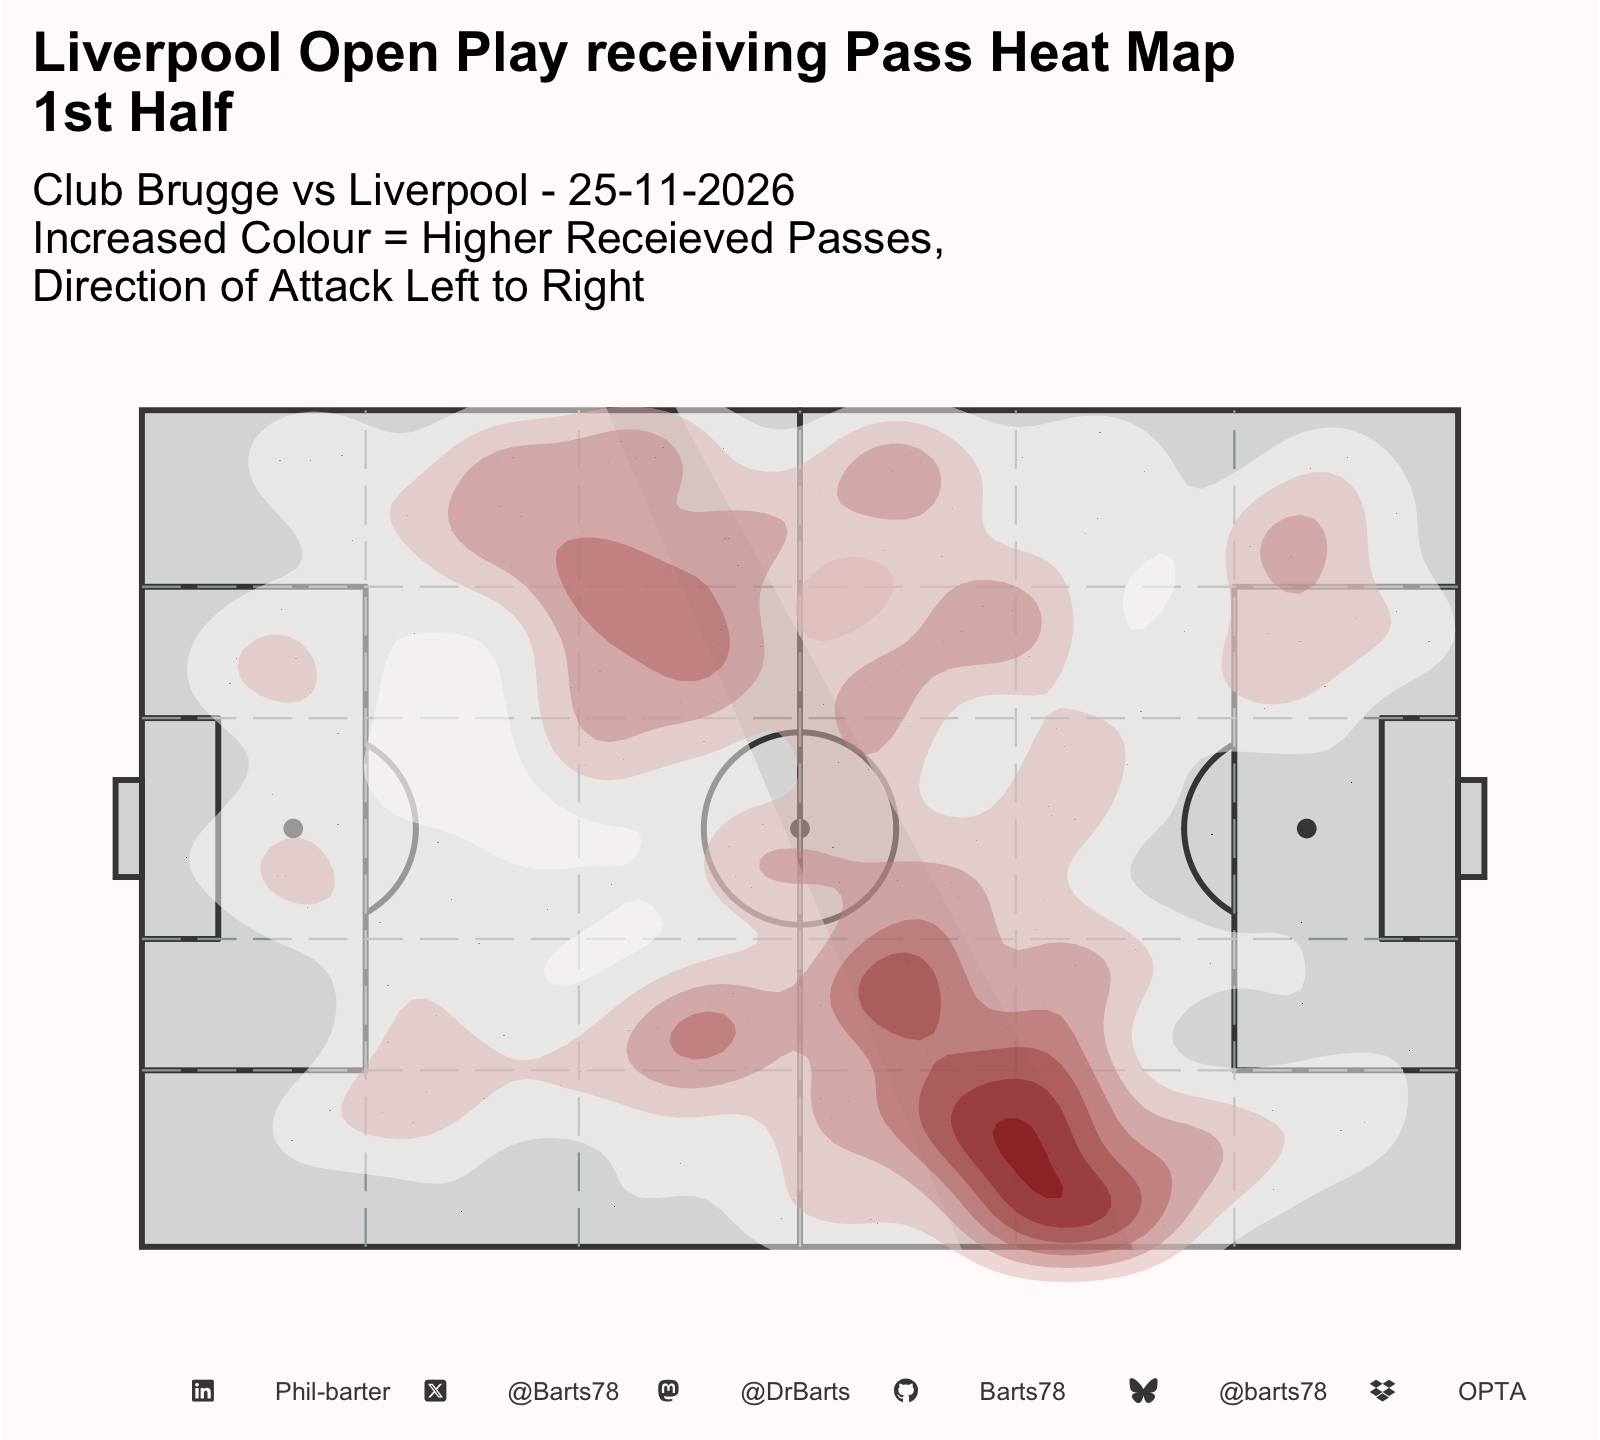 Liverpool Open Play receiving Pass Heat Map
1st Half
Club Brugge vs Liverpool - 25-11-2026
Increased Colour = Higher Receieved Passes,
Direction of Attack Left to Right
Phil-barter @Barts78 @DrBarts Barts78 @barts78 OPTA